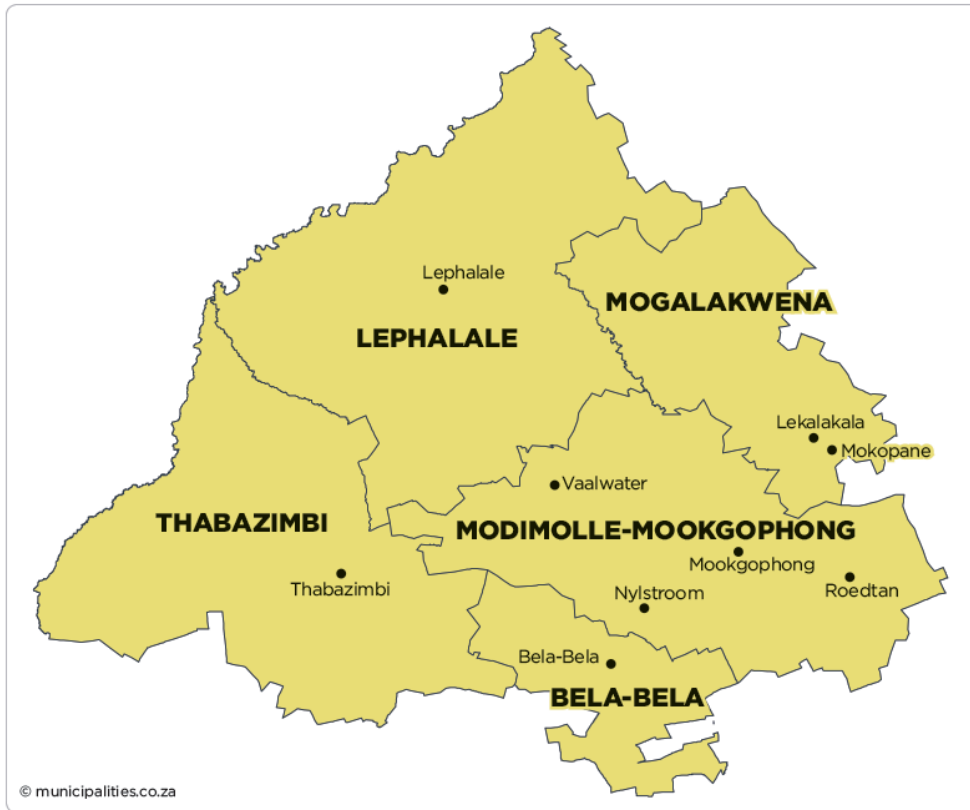 Lephalale
MOGALAKWENA
LEPHALALE
Lekalakala
Mokopane
Vaalwater
THABAZIMBI
MODIMOLLE-MOOKGOPHONG
Mookgophong
Thabazimbi
Nylstroom
Roedtan
Bela-Bela
BELA-BELA
© municipalities.co.za